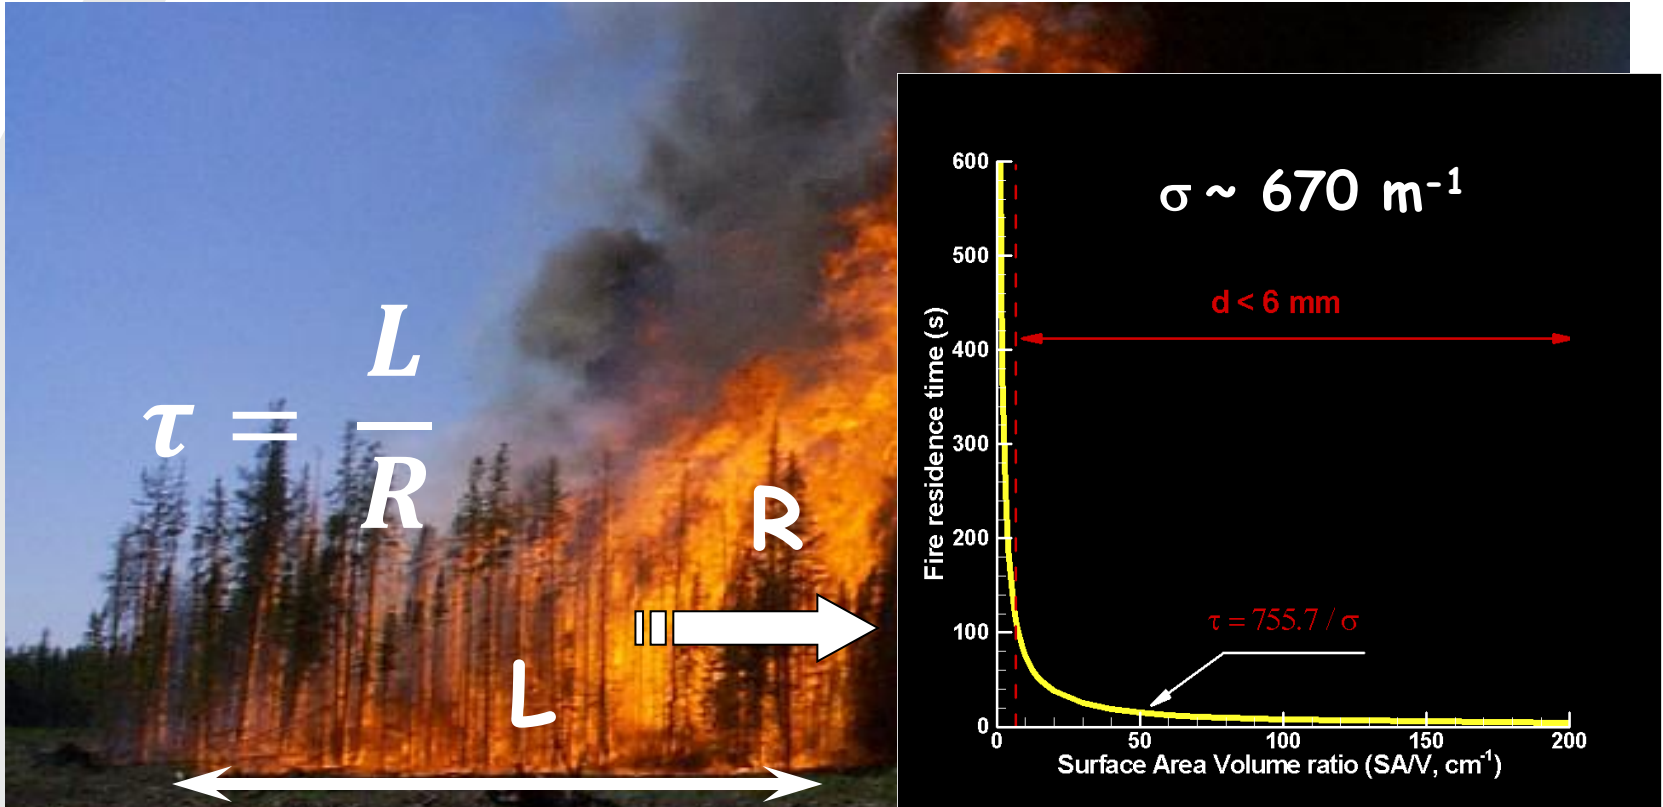 τ = L / R
R
L
σ ~ 670 m⁻¹
d < 6 mm
τ = 755.7 / σ
Fire residence time (s)
600
500
400
300
200
100
0
0 50 100 150 200
Surface Area Volume ratio (SA/V, cm⁻¹)